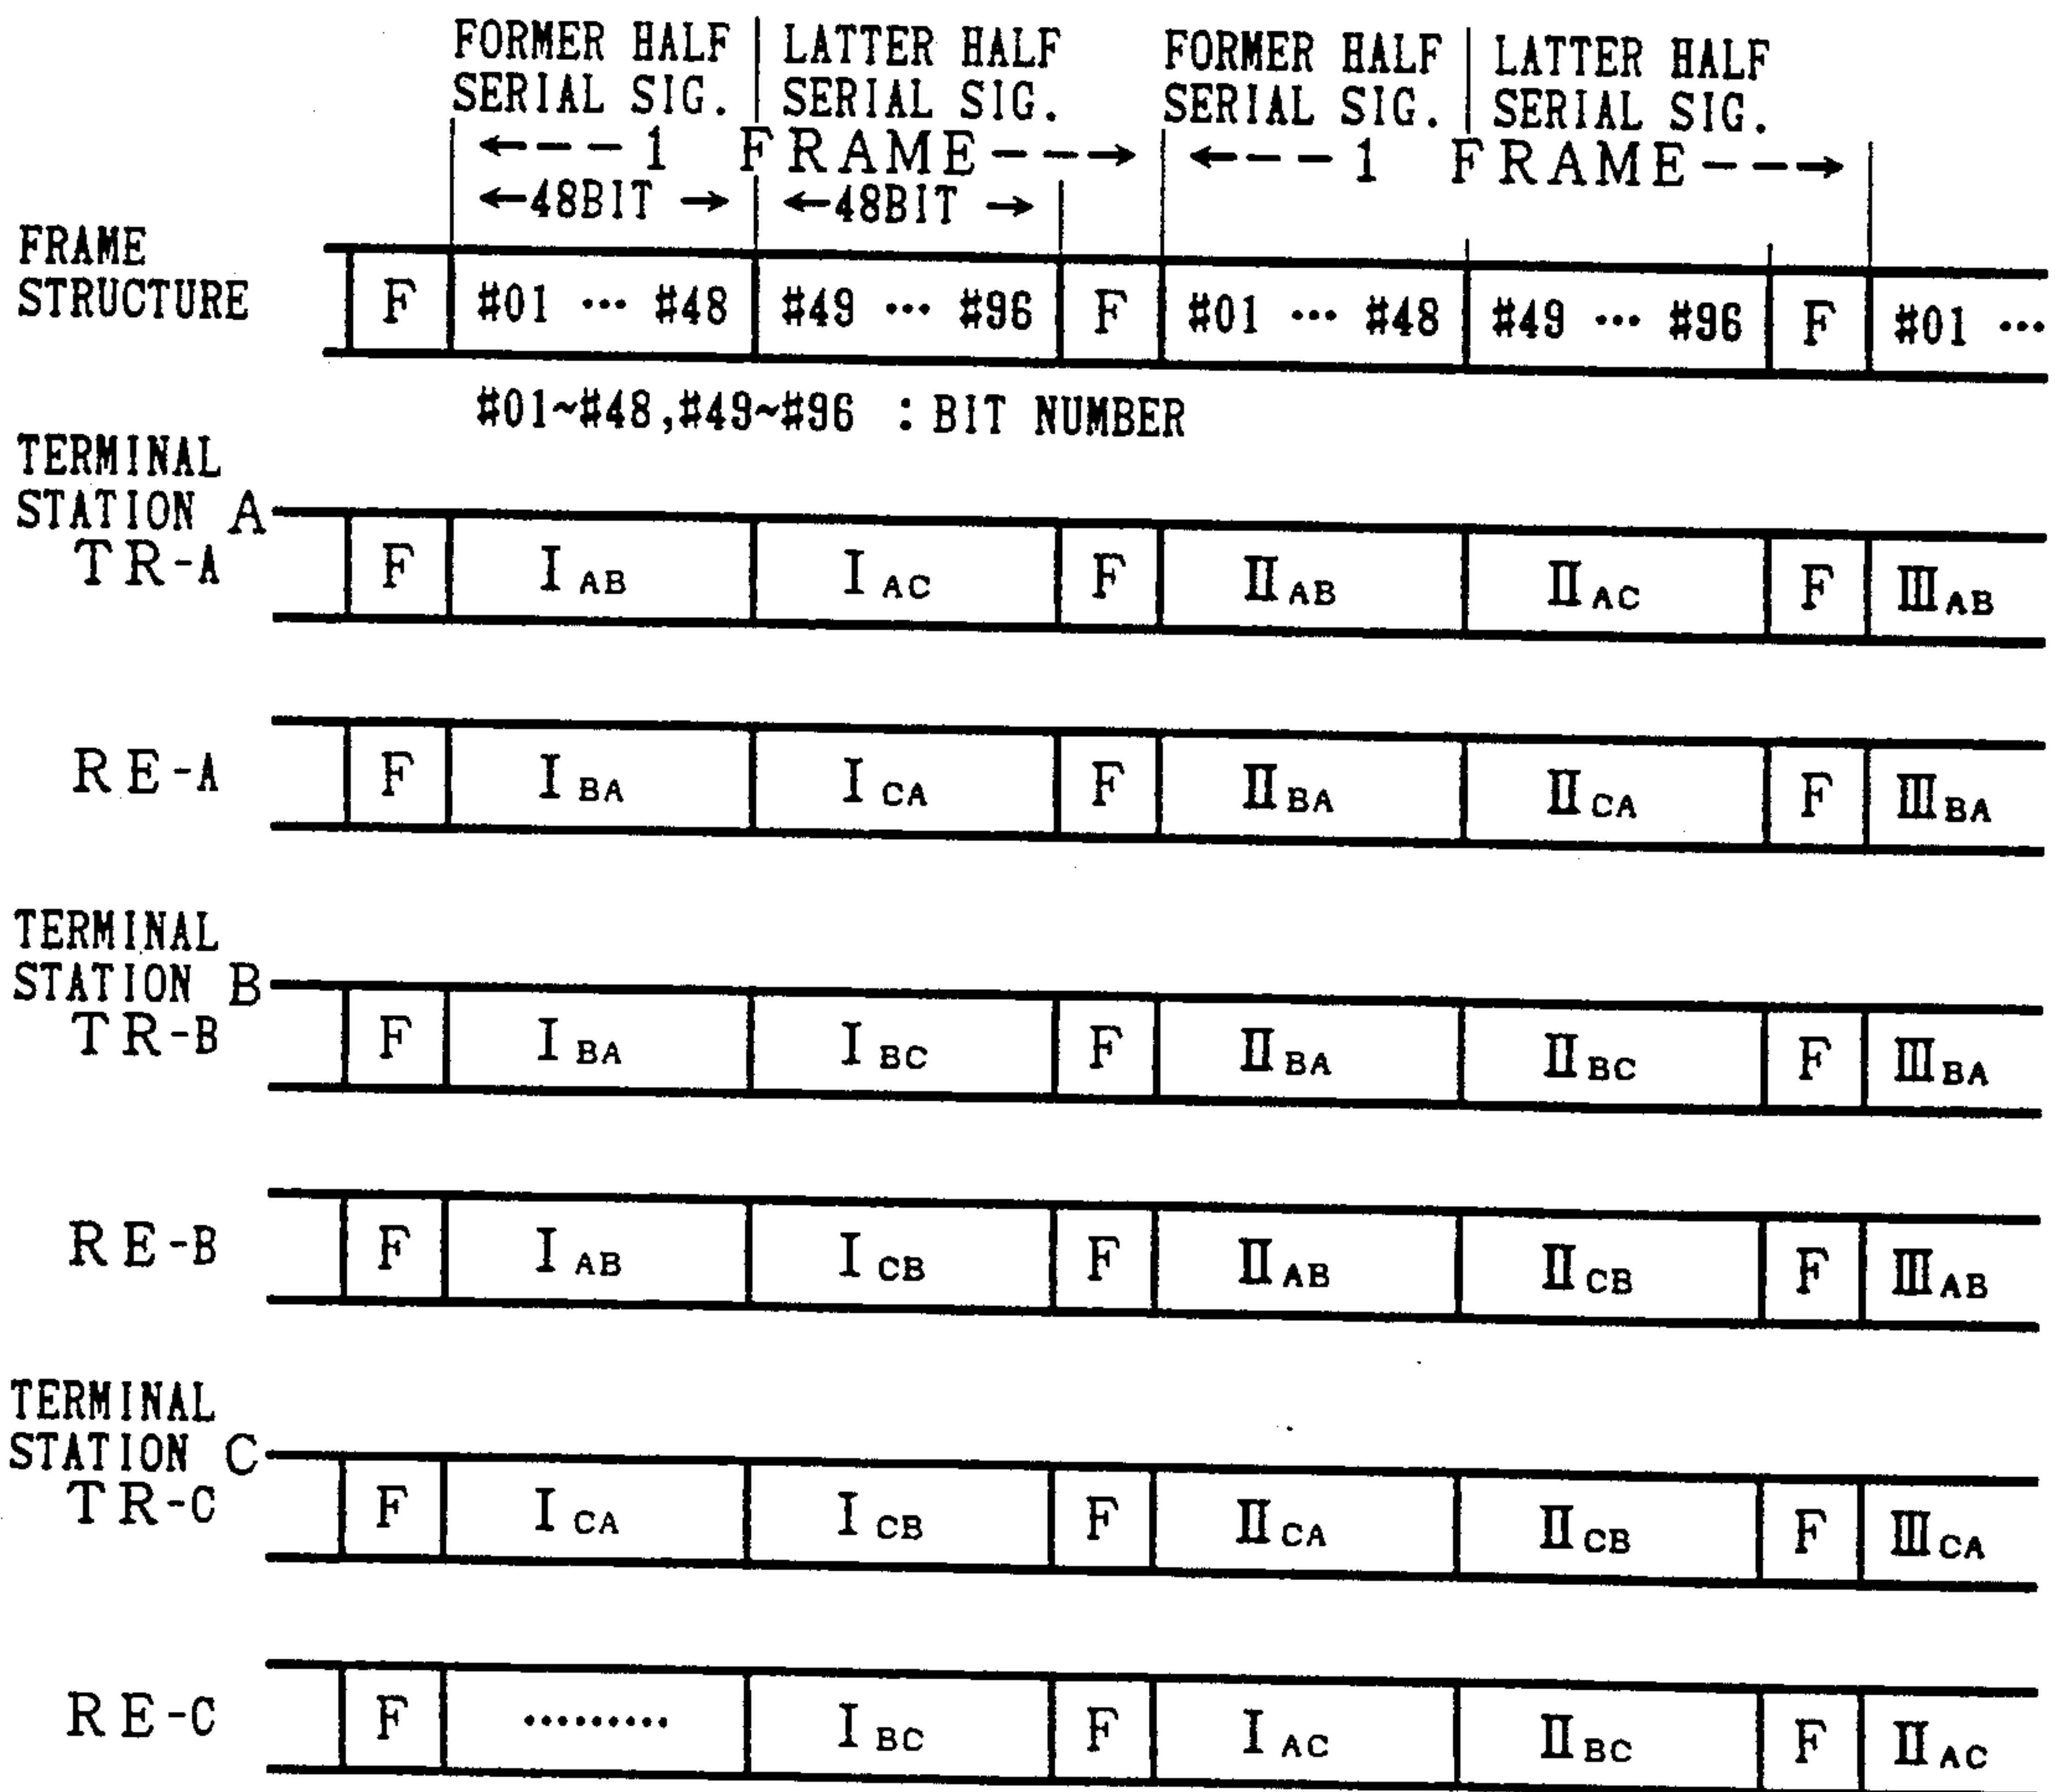 FORMER HALF LATTER HALF FORMER HALF LATTER HALF
SERIAL SIG. SERIAL SIG. SERIAL SIG. SERIAL SIG.
←---1 FRAME---→ ←---1 FRAME---→
←48BIT → ←48BIT →
FRAME
STRUCTURE
F #01 ... #48 #49 ... #96 F #01 ... #48 #49 ... #96 F #01 ...
#01~#48,#49~#96 : BIT NUMBER
TERMINAL
STATION A
TR-A F I AB I AC F II AB II AC F III AB
RE-A F I BA I CA F II BA II CA F III BA
TERMINAL
STATION B
TR-B F I BA I BC F II BA II BC F III BA
RE-B F I AB I CB F II AB II CB F III AB
TERMINAL
STATION C
TR-C F I CA I CB F II CA II CB F III CA
RE-C F ......... I BC F I AC II BC F II AC